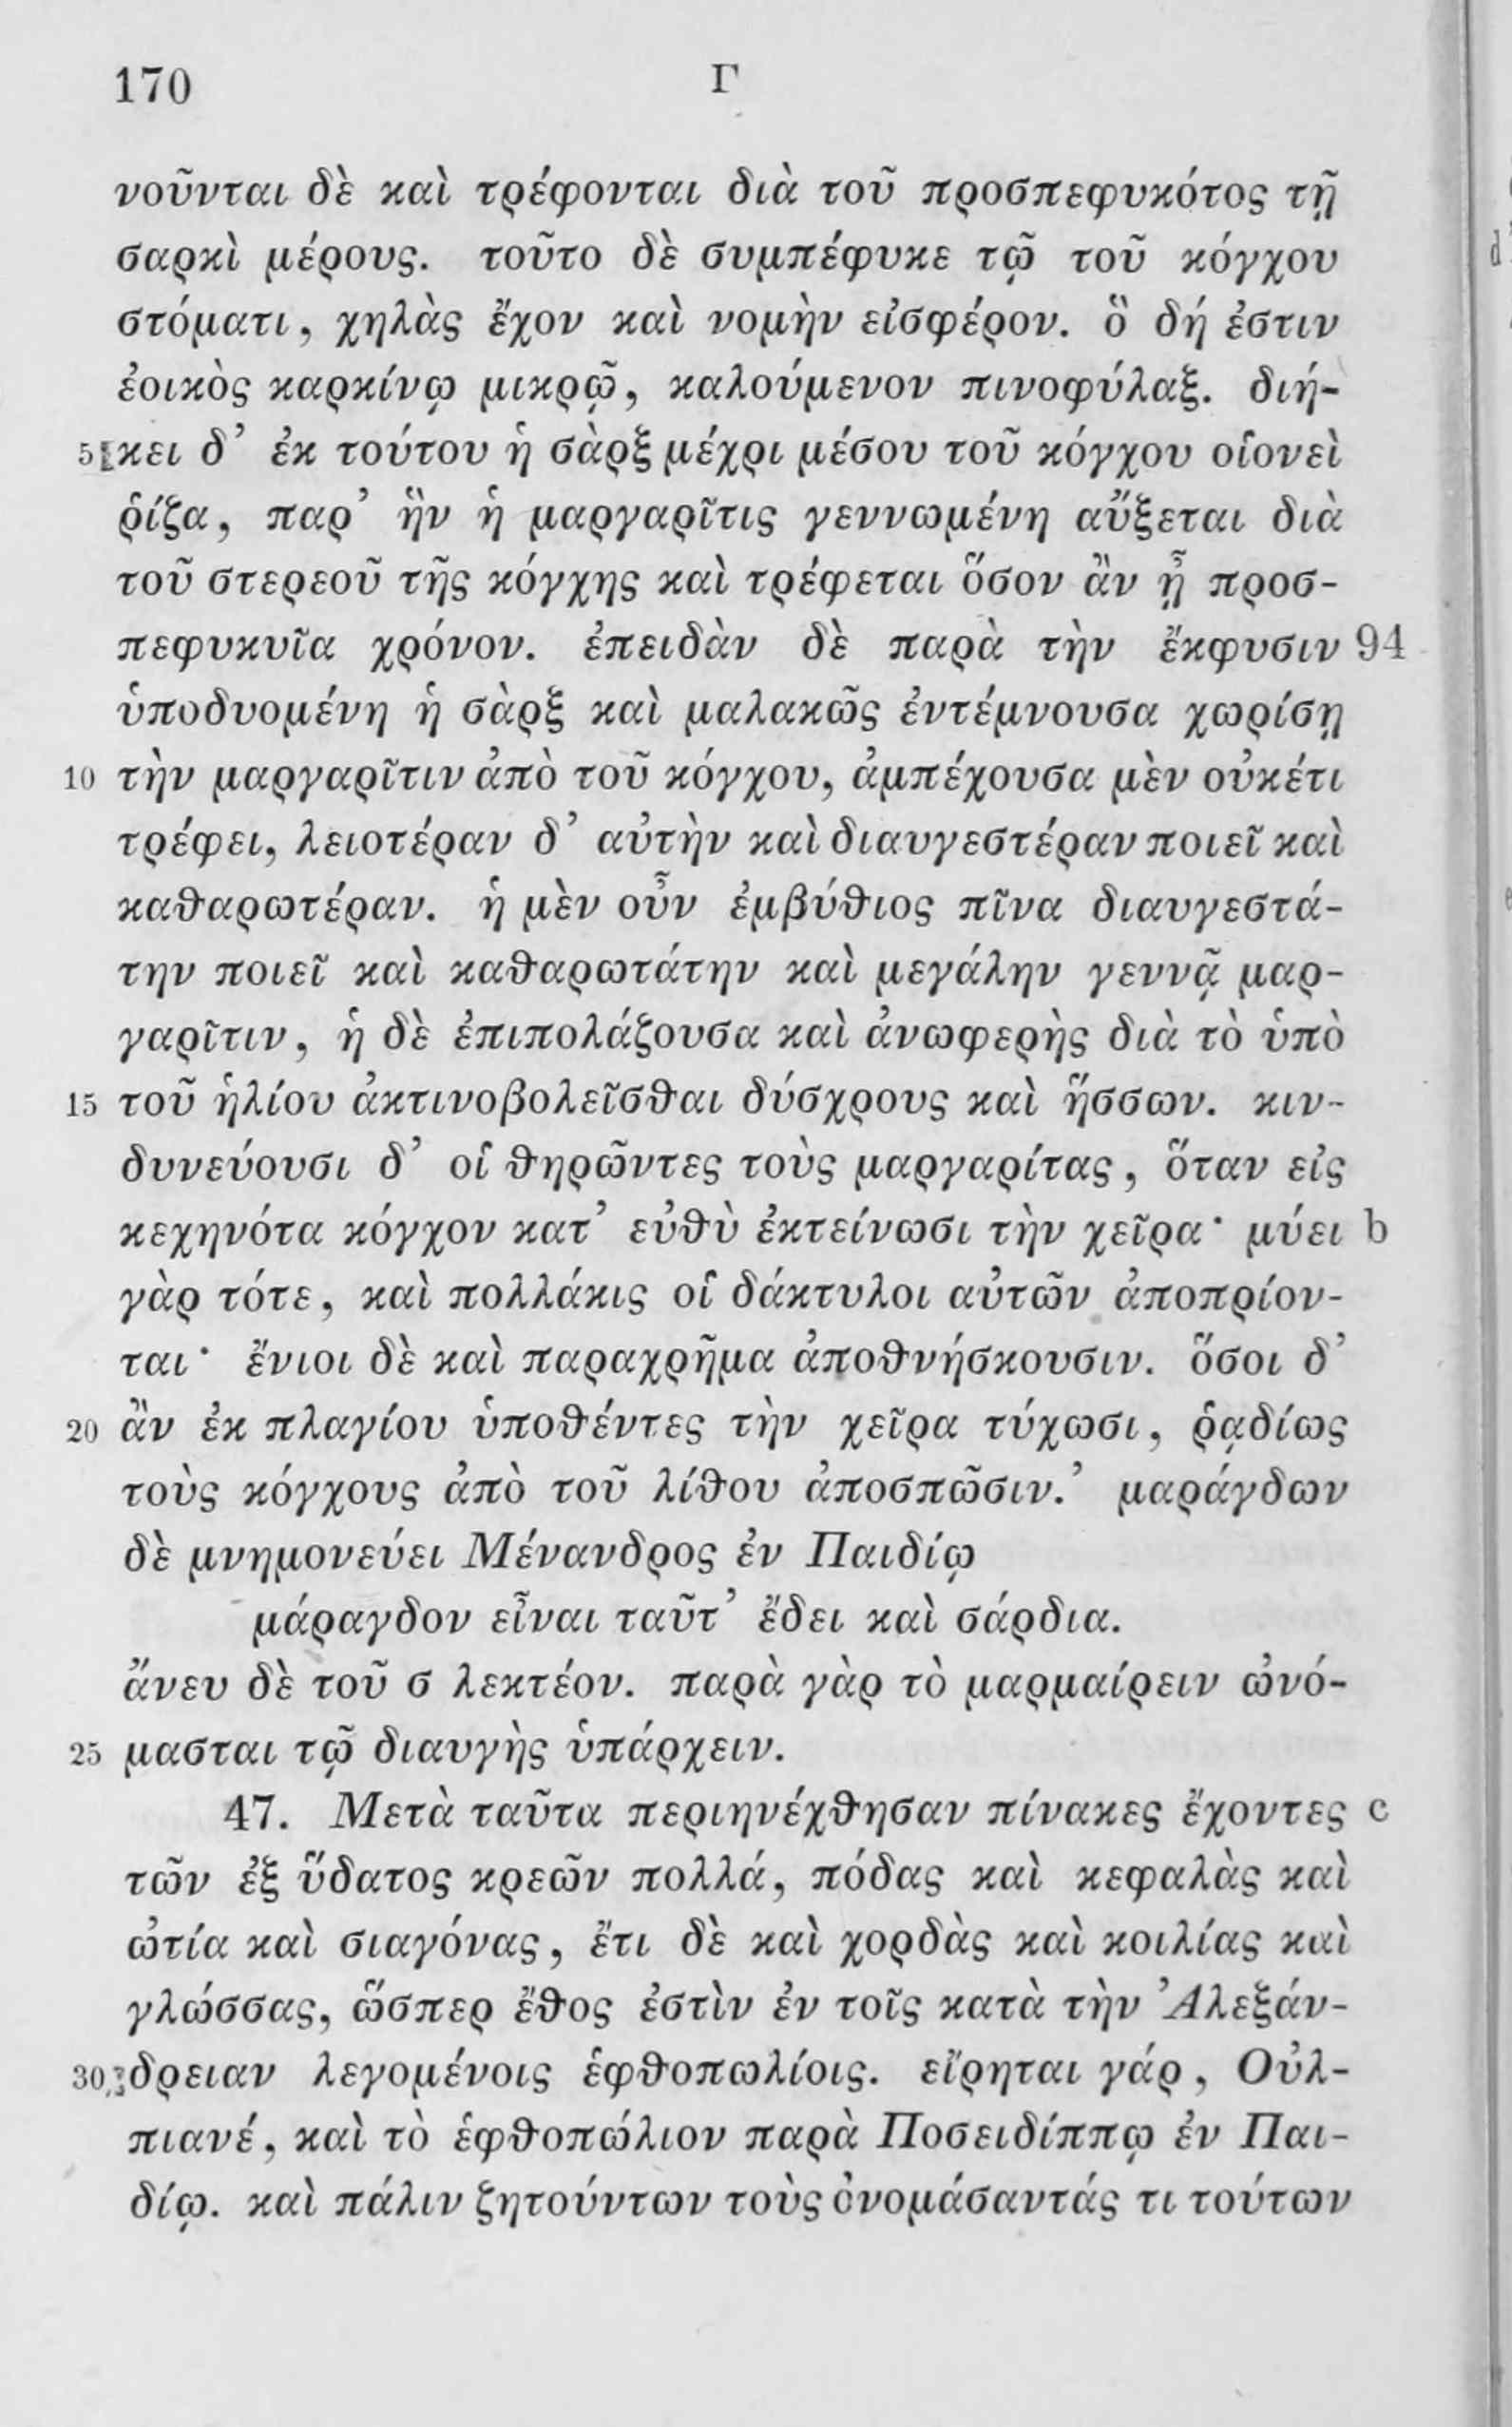 170
Γ
νοῦνται δὲ καὶ τρέφονται διὰ τοῦ προσπεφυκότος τῇ
σαρκὶ μέρους. τοῦτο δὲ συμπέφυκε τῷ τοῦ κόγχου
στόματι, χηλὰς ἔχον καὶ νομὴν εἰσφέρον. ὃ δή ἐστιν
ἐοικὸς καρκίνῳ μικρῷ, καλούμενον πινοφύλαξ. διή-
5 κει δ’ ἐκ τούτου ἡ σὰρξ μέχρι μέσου τοῦ κόγχου οἱονεὶ
ῥίζα, παρ’ ἣν ἡ μαργαρῖτις γεννωμένη αὔξεται διὰ
τοῦ στερεοῦ τῆς κόγχης καὶ τρέφεται ὅσον ἂν ᾖ προσ-
πεφυκυῖα χρόνον. ἐπειδὰν δὲ παρὰ τὴν ἔκφυσιν 94
ὑποδυομένη ἡ σὰρξ καὶ μαλακῶς ἐντέμνουσα χωρίσῃ
10 τὴν μαργαρῖτιν ἀπὸ τοῦ κόγχου, ἀμπέχουσα μὲν οὐκέτι
τρέφει, λειοτέραν δ’ αὐτὴν καὶ διαυγεστέραν ποιεῖ καὶ
καθαρωτέραν. ἡ μὲν οὖν ἐμβύθιος πῖνα διαυγεστά-
την ποιεῖ καὶ καθαρωτάτην καὶ μεγάλην γεννᾷ μαρ-
γαρῖτιν, ἡ δὲ ἐπιπολάζουσα καὶ ἀνωφερὴς διὰ τὸ ὑπὸ
15 τοῦ ἡλίου ἀκτινοβολεῖσθαι δύσχρους καὶ ἥσσων. κιν-
δυνεύουσι δ’ οἱ θηρῶντες τοὺς μαργαρίτας, ὅταν εἰς
κεχηνότα κόγχον κατ’ εὐθὺ ἐκτείνωσι τὴν χεῖρα· μύει b
γὰρ τότε, καὶ πολλάκις οἱ δάκτυλοι αὐτῶν ἀποπρίον-
ται· ἔνιοι δὲ καὶ παραχρῆμα ἀποθνήσκουσιν. ὅσοι δ’
20 ἂν ἐκ πλαγίου ὑποθέντες τὴν χεῖρα τύχωσι, ῥᾳδίως
τοὺς κόγχους ἀπὸ τοῦ λίθου ἀποσπῶσιν.’ μαράγδων
δὲ μνημονεύει Μένανδρος ἐν Παιδίῳ
μάραγδον εἶναι ταῦτ’ ἔδει καὶ σάρδια.
ἄνευ δὲ τοῦ σ λεκτέον. παρὰ γὰρ τὸ μαρμαίρειν ὠνό-
25 μασται τῷ διαυγὴς ὑπάρχειν.
47. Μετὰ ταῦτα περιηνέχθησαν πίνακες ἔχοντες c
τῶν ἐξ ὕδατος κρεῶν πολλά, πόδας καὶ κεφαλὰς καὶ
ὠτία καὶ σιαγόνας, ἔτι δὲ καὶ χορδὰς καὶ κοιλίας καὶ
γλώσσας, ὥσπερ ἔθος ἐστὶν ἐν τοῖς κατὰ τὴν Ἀλεξάν-
30 δρειαν λεγομένοις ἑφθοπωλίοις. εἴρηται γάρ, Οὐλ-
πιανέ, καὶ τὸ ἑφθοπώλιον παρὰ Ποσειδίππῳ ἐν Παι-
δίῳ. καὶ πάλιν ζητούντων τοὺς ὀνομάσαντάς τι τούτων